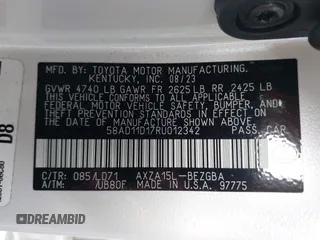 MFD. BY: TOYOTA MOTOR MANUFACTURING
KENTUCKY, INC. 08/23
GVWR 4740 LB GAWR FR 2625 LB RR 2425 LB
THIS VEHICLE CONFORMS TO ALL APPLICABLE
FEDERAL MOTOR VEHICLE SAFETY, BUMPER, AND
THEFT PREVENTION STANDARDS IN EFFECT ON
THE DATE OF MANUFACTURE SHOWN ABOVE.
58AD11D17RU012342 PASS. CAR
C/TR: 085/LD71 AXZA15L-BEZGBA
A/TM: /UB80F MADE IN U.S.A. 97775
D8
©DREAMBID